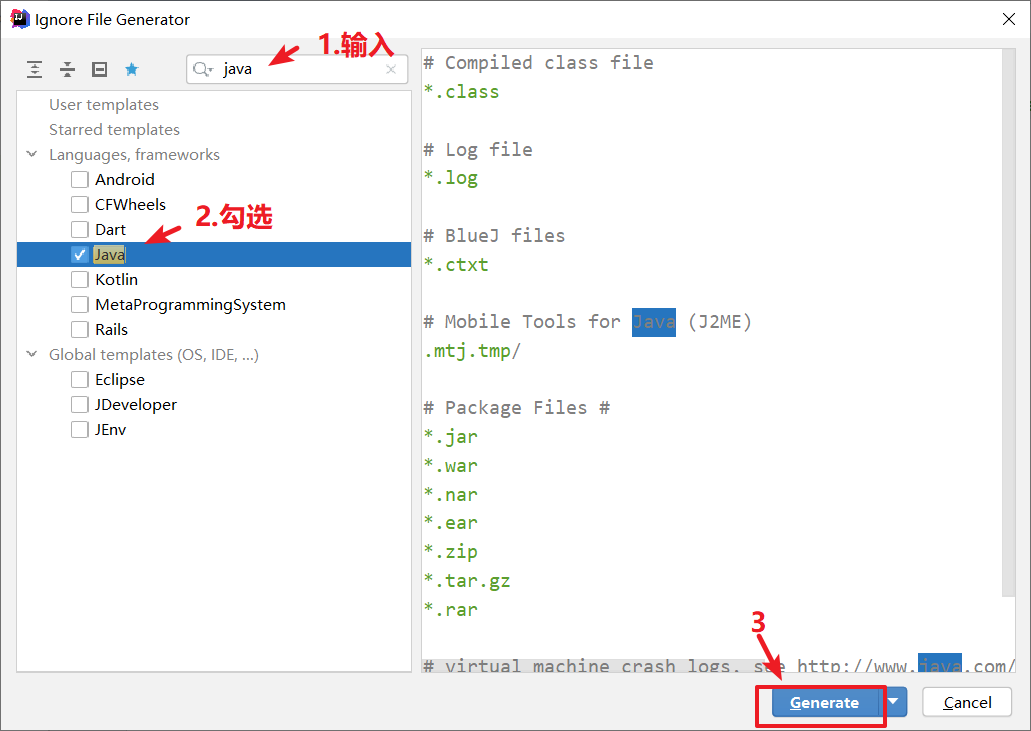 Ignore File Generator
1.输入
java
User templates
Starred templates
Languages, frameworks
Android
CFWheels
2.勾选
Dart
Java
Kotlin
MetaProgrammingSystem
Rails
Global templates (OS, IDE, ...)
Eclipse
JDeveloper
JEnv
# Compiled class file
*.class
# Log file
*.log
# BlueJ files
*.ctxt
# Mobile Tools for Java (J2ME)
.mtj.tmp/
# Package Files #
*.jar
*.war
*.nar
*.ear
*.zip
*.tar.gz
*.rar
# virtual machine crash logs, see http://www.java.com/
3
Generate
Cancel